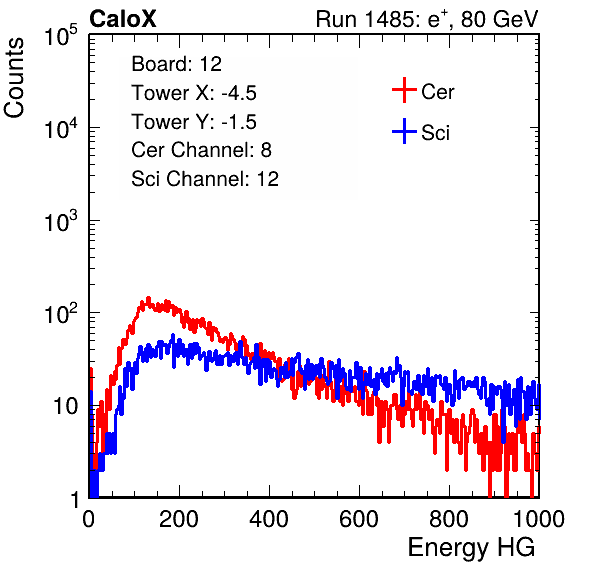 CaloX Run 1485: e⁺, 80 GeV
Counts
10⁵
10⁴
10³
10²
10
1
Board: 12
Tower X: -4.5
Tower Y: -1.5
Cer Channel: 8
Sci Channel: 12
Cer
Sci
0 200 400 600 800 1000
Energy HG